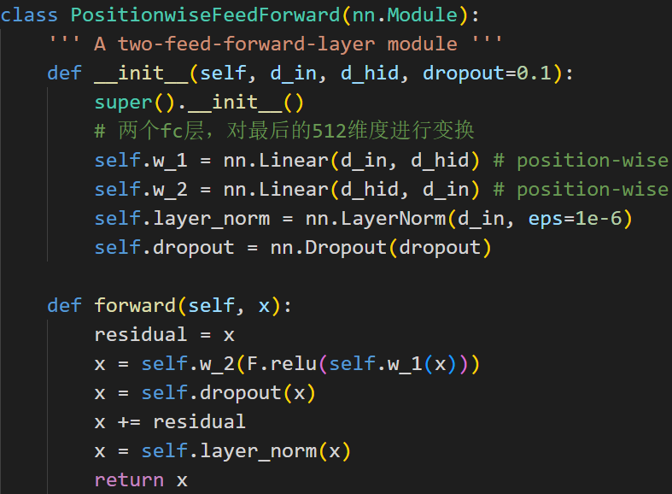 class PositionwiseFeedForward(nn.Module):
''' A two-feed-forward-layer module '''
def __init__(self, d_in, d_hid, dropout=0.1):
super().__init__()
# 两个fc层，对最后的512维度进行变换
self.w_1 = nn.Linear(d_in, d_hid) # position-wise
self.w_2 = nn.Linear(d_hid, d_in) # position-wise
self.layer_norm = nn.LayerNorm(d_in, eps=1e-6)
self.dropout = nn.Dropout(dropout)
def forward(self, x):
residual = x
x = self.w_2(F.relu(self.w_1(x)))
x = self.dropout(x)
x += residual
x = self.layer_norm(x)
return x